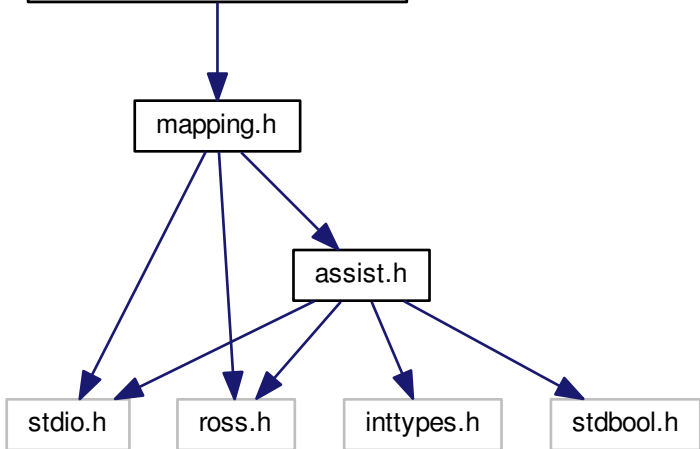 mapping.h
assist.h
stdio.h
ross.h
inttypes.h
stdbool.h